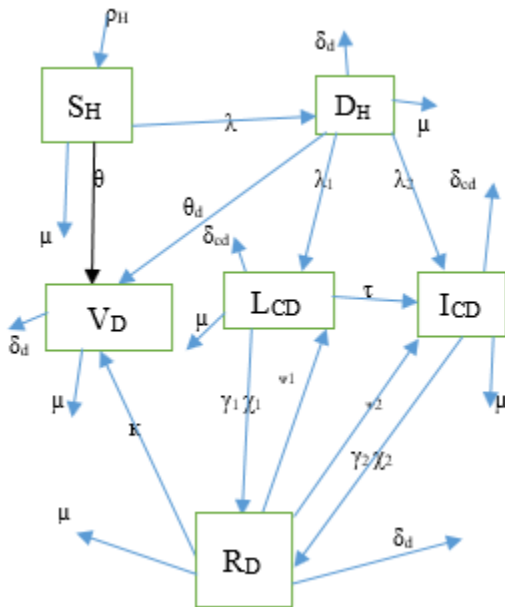 ρH
δd
SH
DH
λ
μ
θ
λ1
λ2
δcd
θd
μ
δcd
VD
LCD
τ
ICD
δd
μ
μ
μ
γ1 χ1
ψ1
ψ2
κ
γ2 χ2
μ
RD
δd